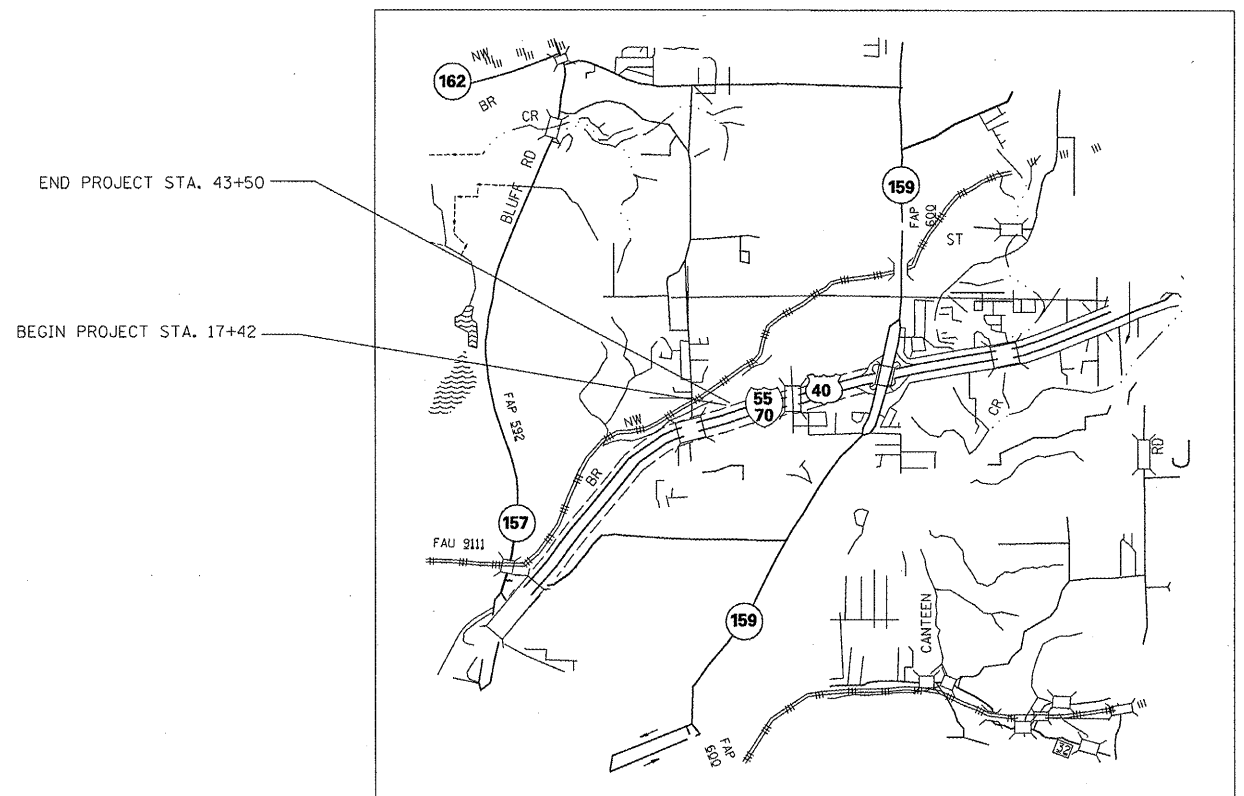 NW
162
BR
CR
BLUFF RD
END PROJECT STA. 43+50
159
FAP 600
ST
BEGIN PROJECT STA. 17+42
40
55
70
FAP 592
NW
CR
BR
RD
J
157
FAU 9111
159
CANTEEN
FAP 600
32